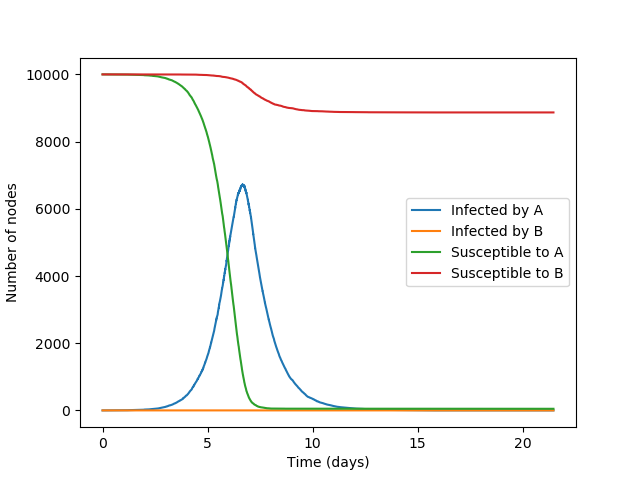 10000
8000
6000
4000
2000
0
Number of nodes
Infected by A
Infected by B
Susceptible to A
Susceptible to B
0 5 10 15 20
Time (days)